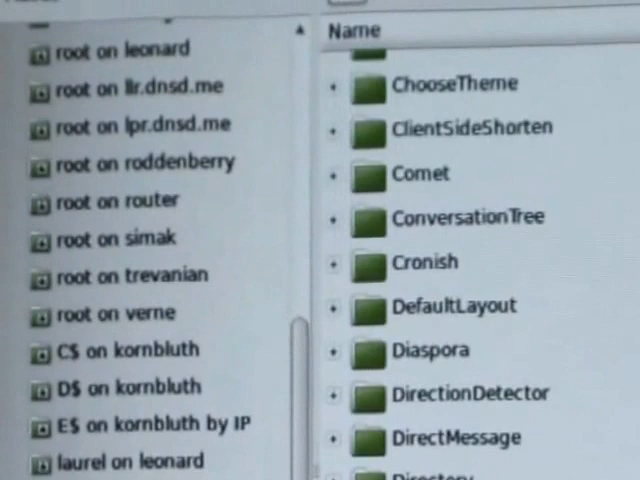 root on leonard
root on llr.dnsd.me
root on lpr.dnsd.me
root on roddenberry
root on router
root on simak
root on trevanian
root on verne
C$ on kornbluth
D$ on kornbluth
E$ on kornbluth by IP
laurel on leonard
Name
ChooseTheme
ClientSideShorten
Comet
ConversationTree
Cronish
DefaultLayout
Diaspora
DirectionDetector
DirectMessage
Directory